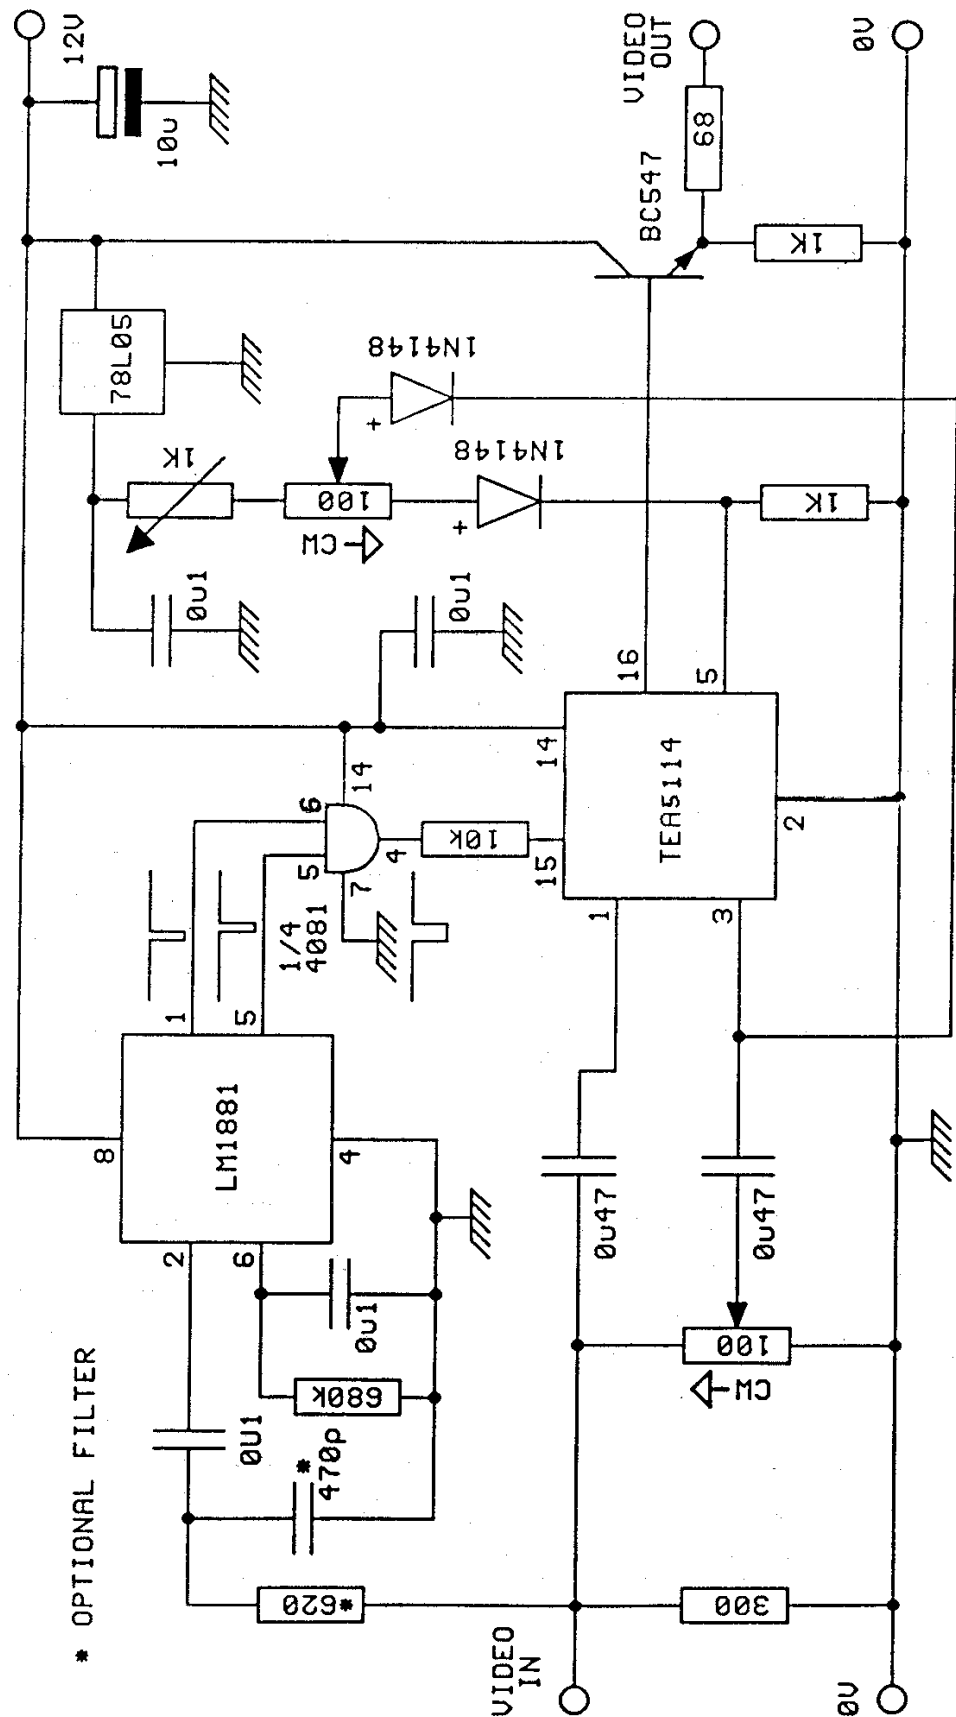 * OPTIONAL FILTER
12V
10u
78L05
1K
0u1
100
CW
1N4148
1N4148
0u1
1K
BC547
VIDEO
OUT
68
1K
0V
LM1881
8
1
5
2
6
4
0U1
0u1
680k
* 470p
*620
1/4
4081
6
5
14
7
4
10k
TEA5114
14
15
16
5
1
3
2
0u47
0u47
100
CW
300
VIDEO
IN
0V
+
+